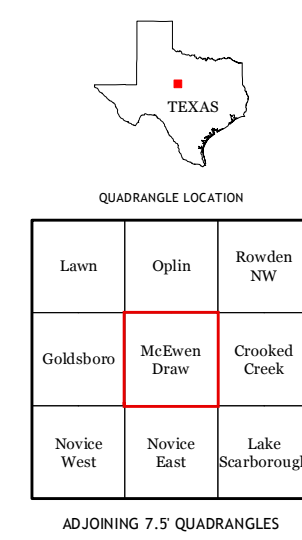 TEXAS
QUADRANGLE LOCATION
Lawn
Oplin
Rowden
NW
Goldsboro
McEwen
Draw
Crooked
Creek
Novice
West
Novice
East
Lake
Scarborough
ADJOINING 7.5' QUADRANGLES